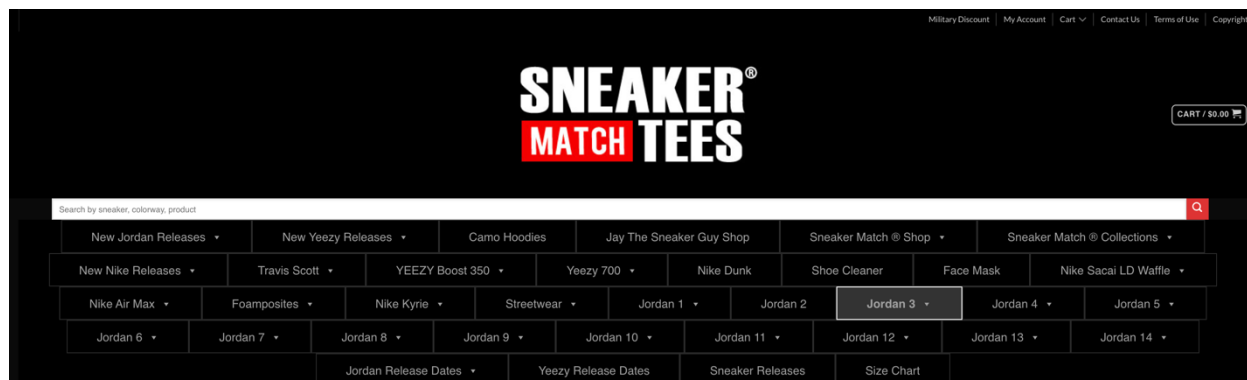 Military Discount My Account Cart Contact Us Terms of Use Copyright
SNEAKER®
MATCH TEES
CART / $0.00
Search by sneaker, colorway, product
New Jordan Releases New Yeezy Releases Camo Hoodies Jay The Sneaker Guy Shop Sneaker Match ® Shop Sneaker Match ® Collections
New Nike Releases Travis Scott YEEZY Boost 350 Yeezy 700 Nike Dunk Shoe Cleaner Face Mask Nike Sacai LD Waffle
Nike Air Max Foamposites Nike Kyrie Streetwear Jordan 1 Jordan 2 Jordan 3 Jordan 4 Jordan 5
Jordan 6 Jordan 7 Jordan 8 Jordan 9 Jordan 10 Jordan 11 Jordan 12 Jordan 13 Jordan 14
Jordan Release Dates Yeezy Release Dates Sneaker Releases Size Chart